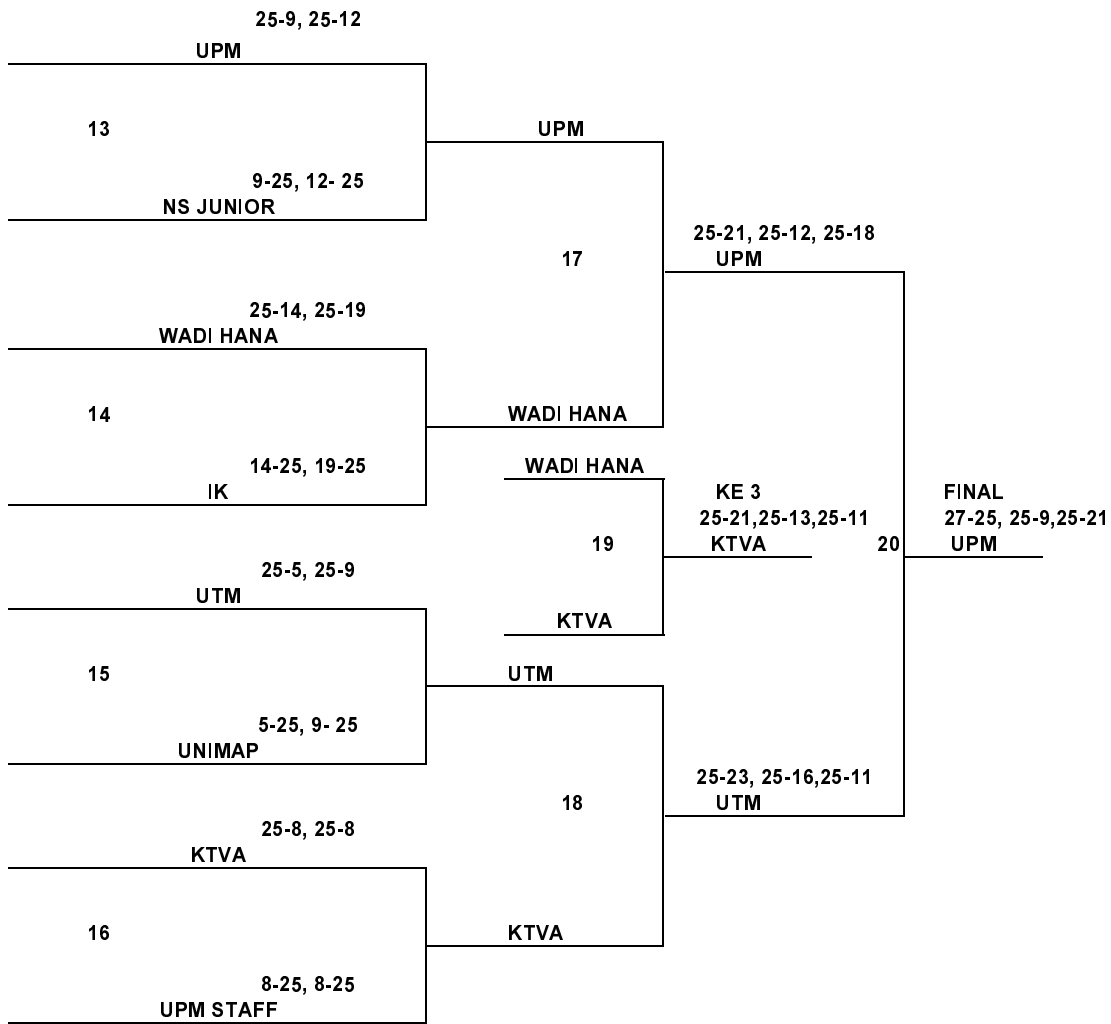 25-9, 25-12
UPM
13
9-25, 12- 25
NS JUNIOR
25-14, 25-19
WADI HANA
14
14-25, 19-25
IK
25-5, 25-9
UTM
15
5-25, 9- 25
UNIMAP
25-8, 25-8
KTVA
16
8-25, 8-25
UPM STAFF
UPM
17
WADI HANA
WADI HANA
19
KTVA
UTM
18
KTVA
25-21, 25-12, 25-18
UPM
KE 3
25-21,25-13,25-11
KTVA
25-23, 25-16,25-11
UTM
20
FINAL
27-25, 25-9,25-21
UPM